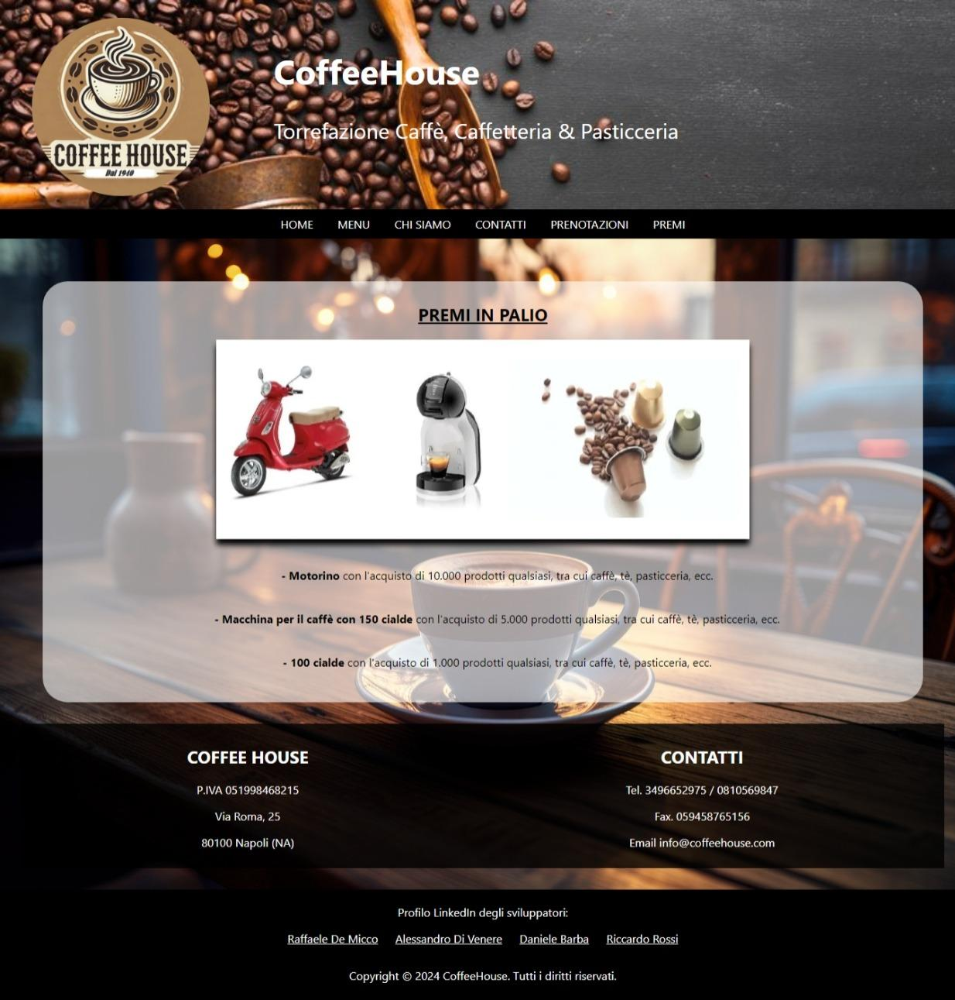 COFFEE HOUSE
Dal 1940
CoffeeHouse
Torrefazione Caffè, Caffetteria & Pasticceria
HOME MENU CHI SIAMO CONTATTI PRENOTAZIONI PREMI
PREMI IN PALIO
- Motorino con l'acquisto di 10.000 prodotti qualsiasi, tra cui caffè, tè, pasticceria, ecc.
- Macchina per il caffè con 150 cialde con l'acquisto di 5.000 prodotti qualsiasi, tra cui caffè, tè, pasticceria, ecc.
- 100 cialde con l'acquisto di 1.000 prodotti qualsiasi, tra cui caffè, tè, pasticceria, ecc.
COFFEE HOUSE
P.IVA 051998468215
Via Roma, 25
80100 Napoli (NA)
CONTATTI
Tel. 3496652975 / 0810569847
Fax. 059458765156
Email info@coffeehouse.com
Profilo LinkedIn degli sviluppatori:
Raffaele De Micco Alessandro Di Venere Daniele Barba Riccardo Rossi
Copyright © 2024 CoffeeHouse. Tutti i diritti riservati.